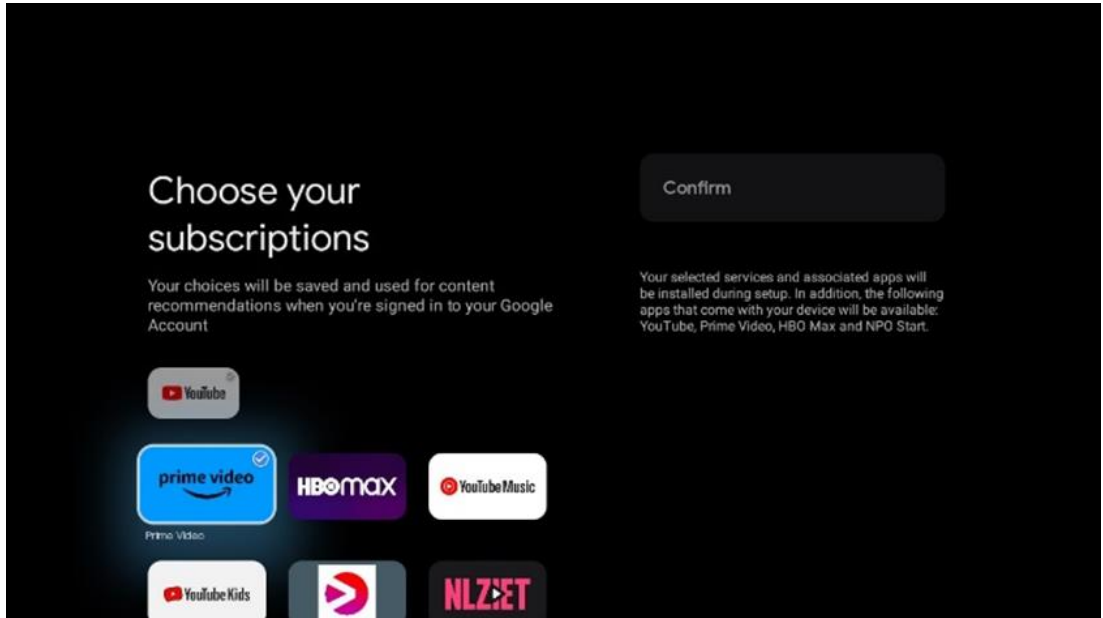 Choose your
subscriptions
Your choices will be saved and used for content
recommendations when you're signed in to your Google
Account
YouTube
prime video
HBOmax
YouTube Music
Prime Video
YouTube Kids
NLZIET
Confirm
Your selected services and associated apps will
be installed during setup. In addition, the following
apps that come with your device will be available:
YouTube, Prime Video, HBO Max and NPO Start.